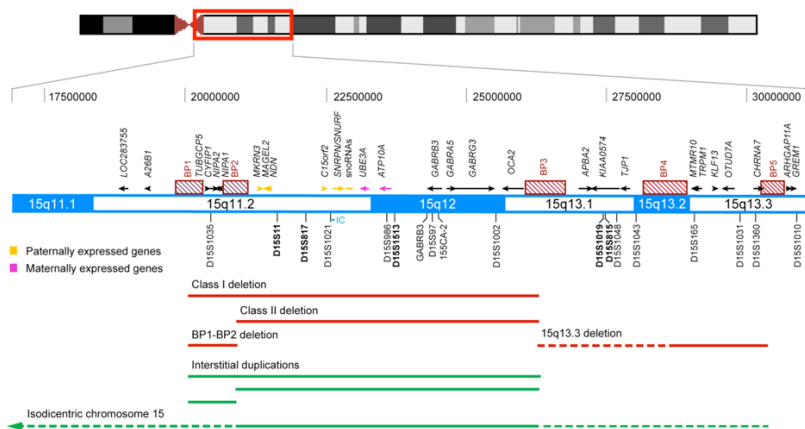 17500000 20000000 22500000 25000000 27500000 30000000
LOC283755 A26B1 BP1 TUBGCP5 CYFIP1 NIPA2 NIPA1 BP2 MKRN3 MAGEL2 NDN C15orf2 SNRPN/SNURF snoRNAs UBE3A ATP10A GABRB3 GABRA5 GABRG3 OCA2 BP3 APBA2 KIAA0574 TJP1 BP4 MTMR10 TRPM1 KLF13 OTUD7A CHRNA7 BP5 ARHGAP11A GREM1
15q11.1 15q11.2 15q12 15q13.1 15q13.2 15q13.3
IC
D15S1035 D15S11 D15S817 D15S1021 D15S986 D15S1513 GABRB3 D15S97 155CA-2 D15S1002 D15S1019 D15S815 D15S1048 D15S1043 D15S165 D15S1031 D15S1360 D15S1010
Paternally expressed genes
Maternally expressed genes
Class I deletion
Class II deletion
BP1-BP2 deletion 15q13.3 deletion
Interstitial duplications
Isodicentric chromosome 15